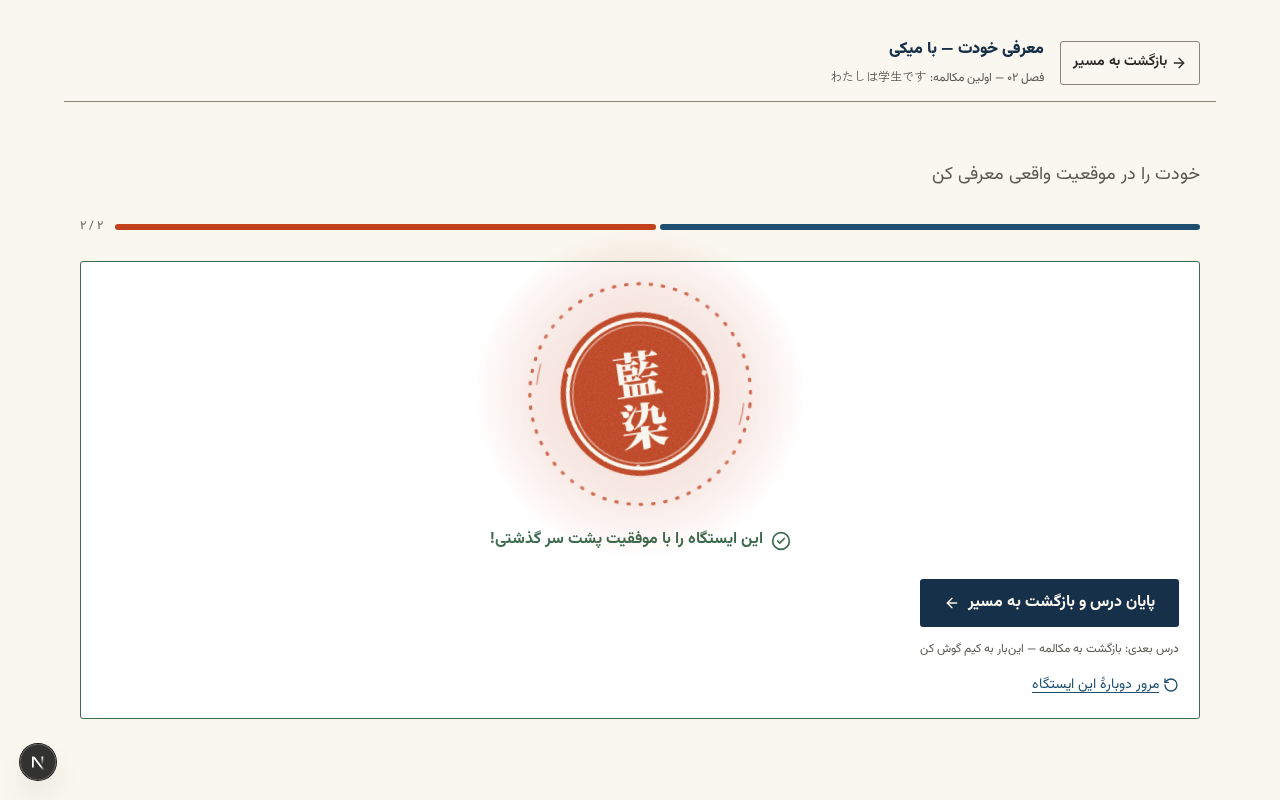 بازگشت به مسیر
معرفی خودت — با میکی
فصل ۰۲ — اولین مکالمه: わたしは学生です
خودت را در موقعیت واقعی معرفی کن
۲ / ۲
藍染
این ایستگاه را با موفقیت پشت سر گذشتی!
پایان درس و بازگشت به مسیر
درس بعدی: بازگشت به مکالمه — این‌بار به کیم گوش کن
مرور دوبارهٔ این ایستگاه
N